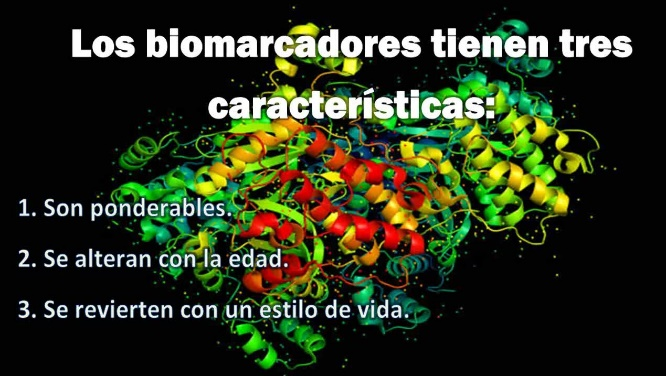 Los biomarcadores tienen tres
características:
1. Son ponderables.
2. Se alteran con la edad.
3. Se revierten con un estilo de vida.